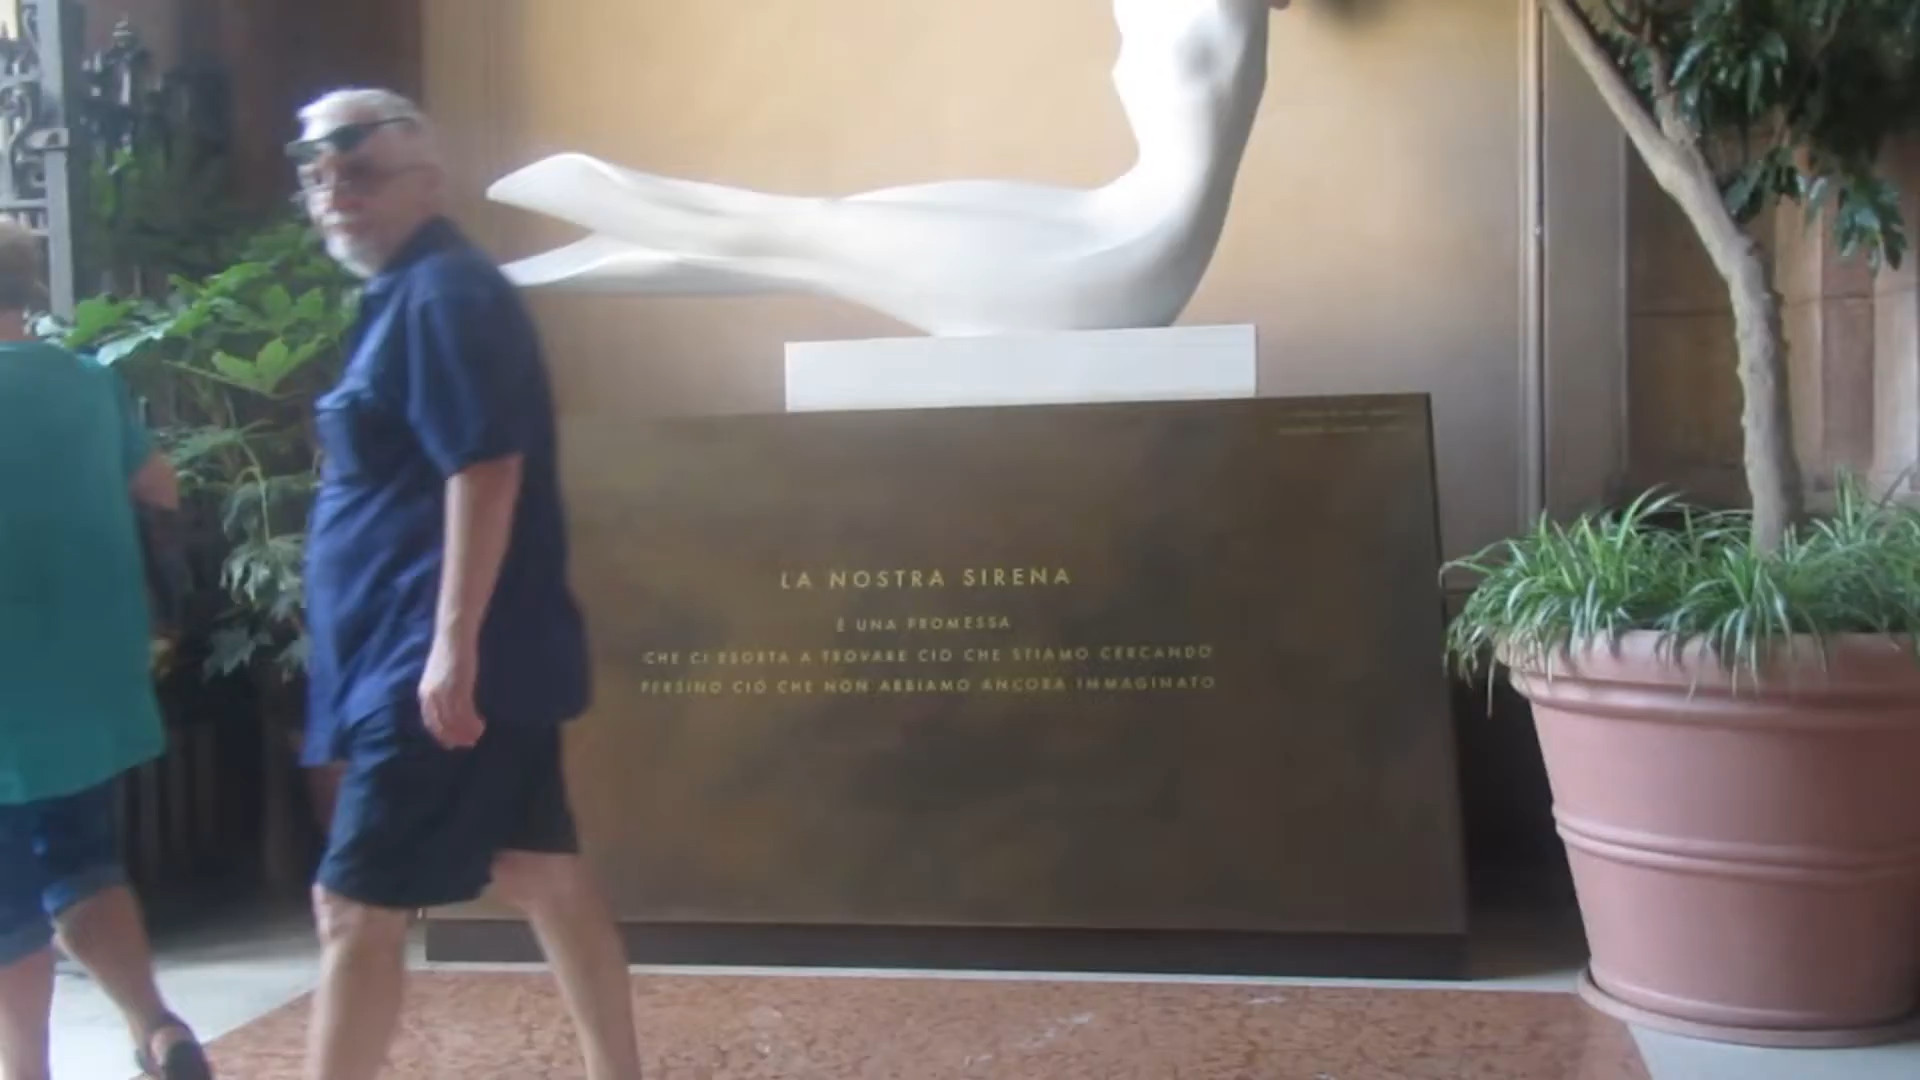 LA NOSTRA SIRENA
È UNA PROMESSA
CHE CI ESORTA A TROVARE CIÒ CHE STIAMO CERCANDO
PERSINO CIÒ CHE NON ABBIAMO ANCORA IMMAGINATO